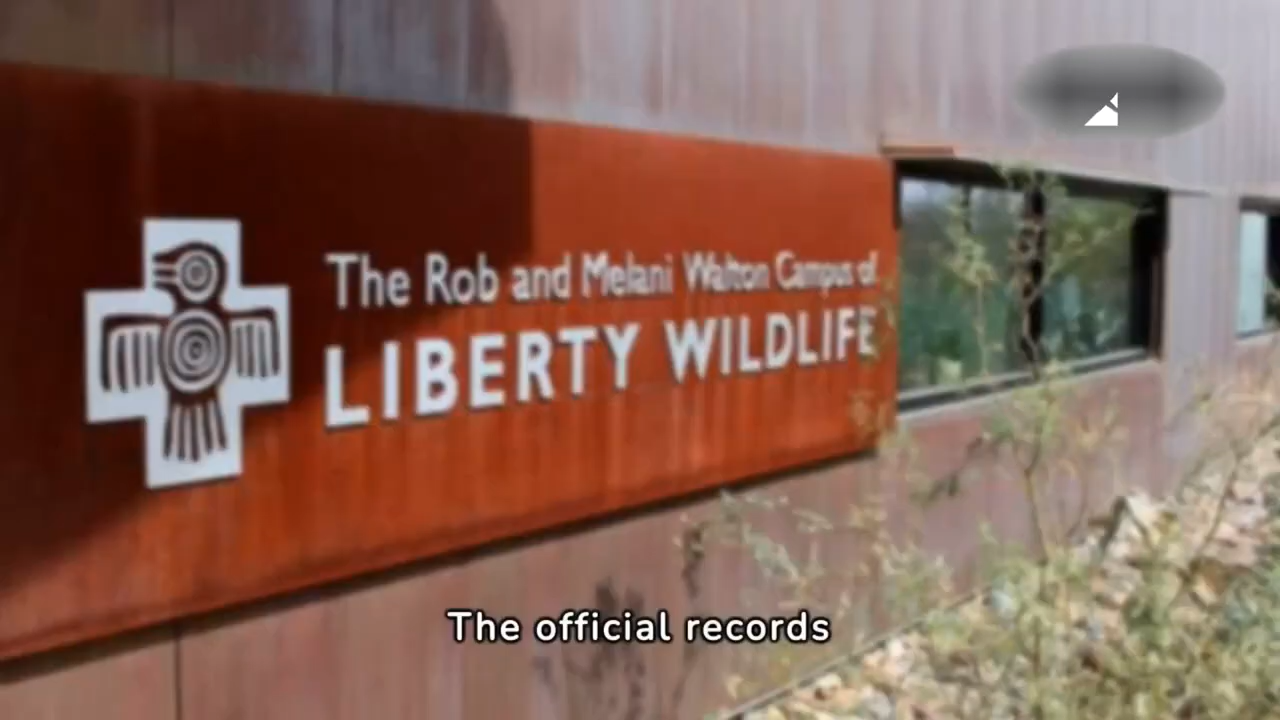 The Rob and Melani Walton Campus of
LIBERTY WILDLIFE
The official records